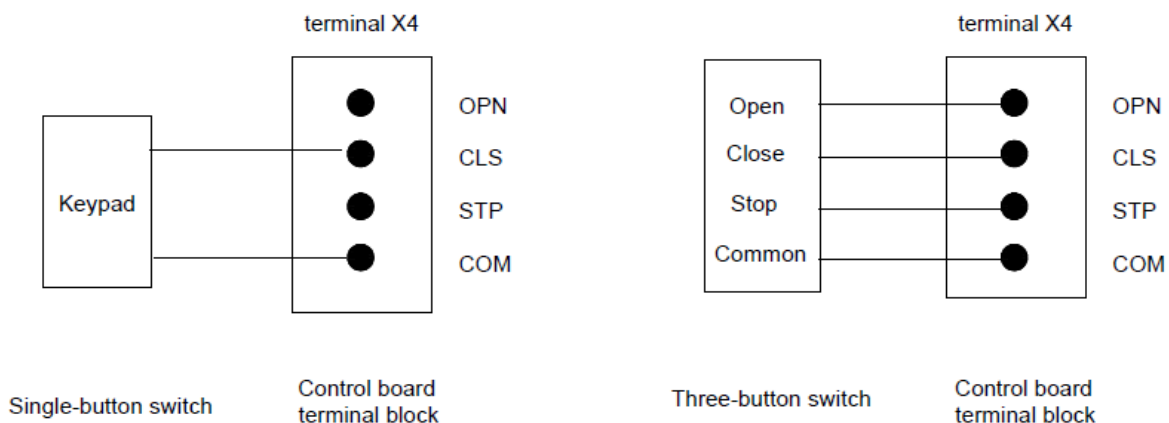 terminal X4
OPN
CLS
Keypad
STP
COM
Single-button switch
Control board
terminal block
terminal X4
Open
OPN
Close
CLS
Stop
STP
Common
COM
Three-button switch
Control board
terminal block